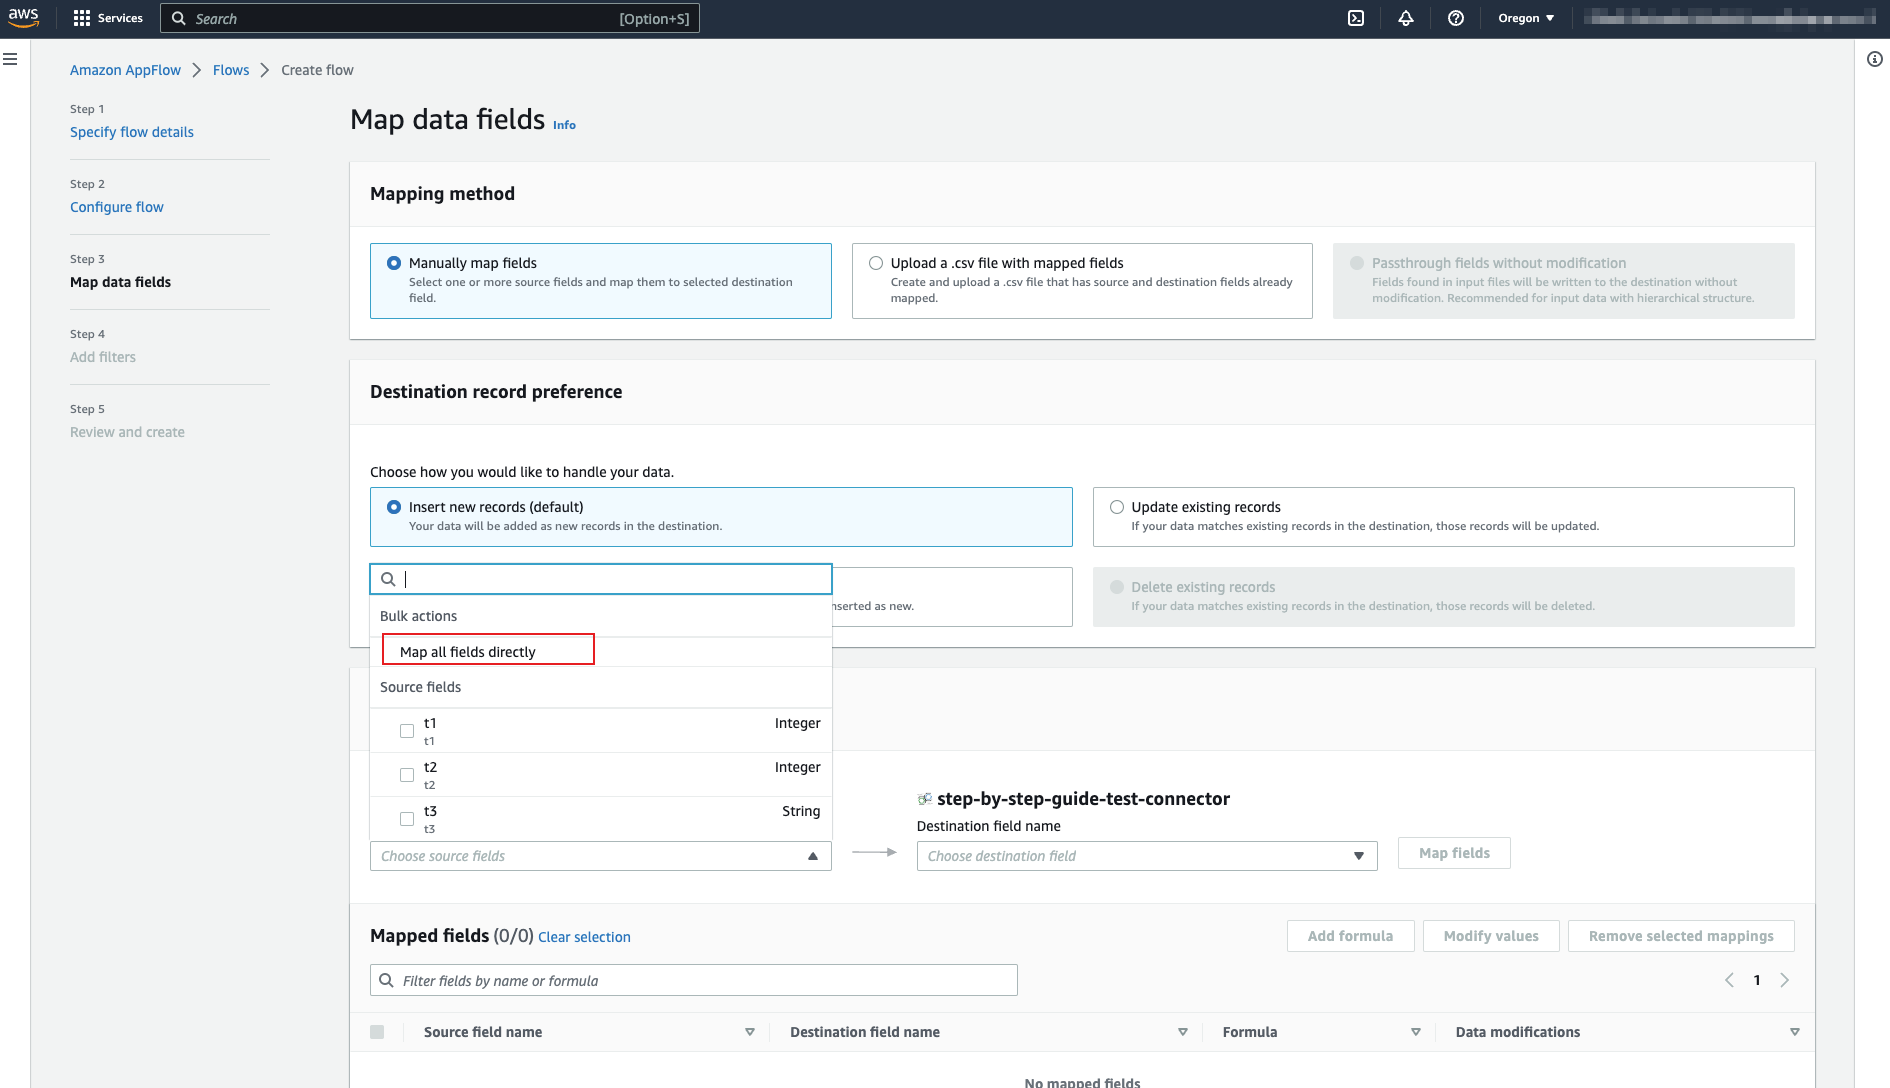 aws
Services
Search
[Option+S]
Oregon
Amazon AppFlow
Flows
Create flow
Step 1
Specify flow details
Step 2
Configure flow
Step 3
Map data fields
Step 4
Add filters
Step 5
Review and create
Map data fields Info
Mapping method
Manually map fields
Select one or more source fields and map them to selected destination
field.
Upload a .csv file with mapped fields
Create and upload a .csv file that has source and destination fields already
mapped.
Passthrough fields without modification
Fields found in input files will be written to the destination without
modification. Recommended for input data with hierarchical structure.
Destination record preference
Choose how you would like to handle your data.
Insert new records (default)
Your data will be added as new records in the destination.
Update existing records
If your data matches existing records in the destination, those records will be updated.
as new.
Delete existing records
If your data matches existing records in the destination, those records will be deleted.
Bulk actions
Map all fields directly
Source fields
t1
Integer
t1
t2
Integer
t2
t3
String
t3
Choose source fields
step-by-step-guide-test-connector
Destination field name
Choose destination field
Map fields
Mapped fields (0/0) Clear selection
Add formula
Modify values
Remove selected mappings
Filter fields by name or formula
1
Source field name
Destination field name
Formula
Data modifications
No mapped fields